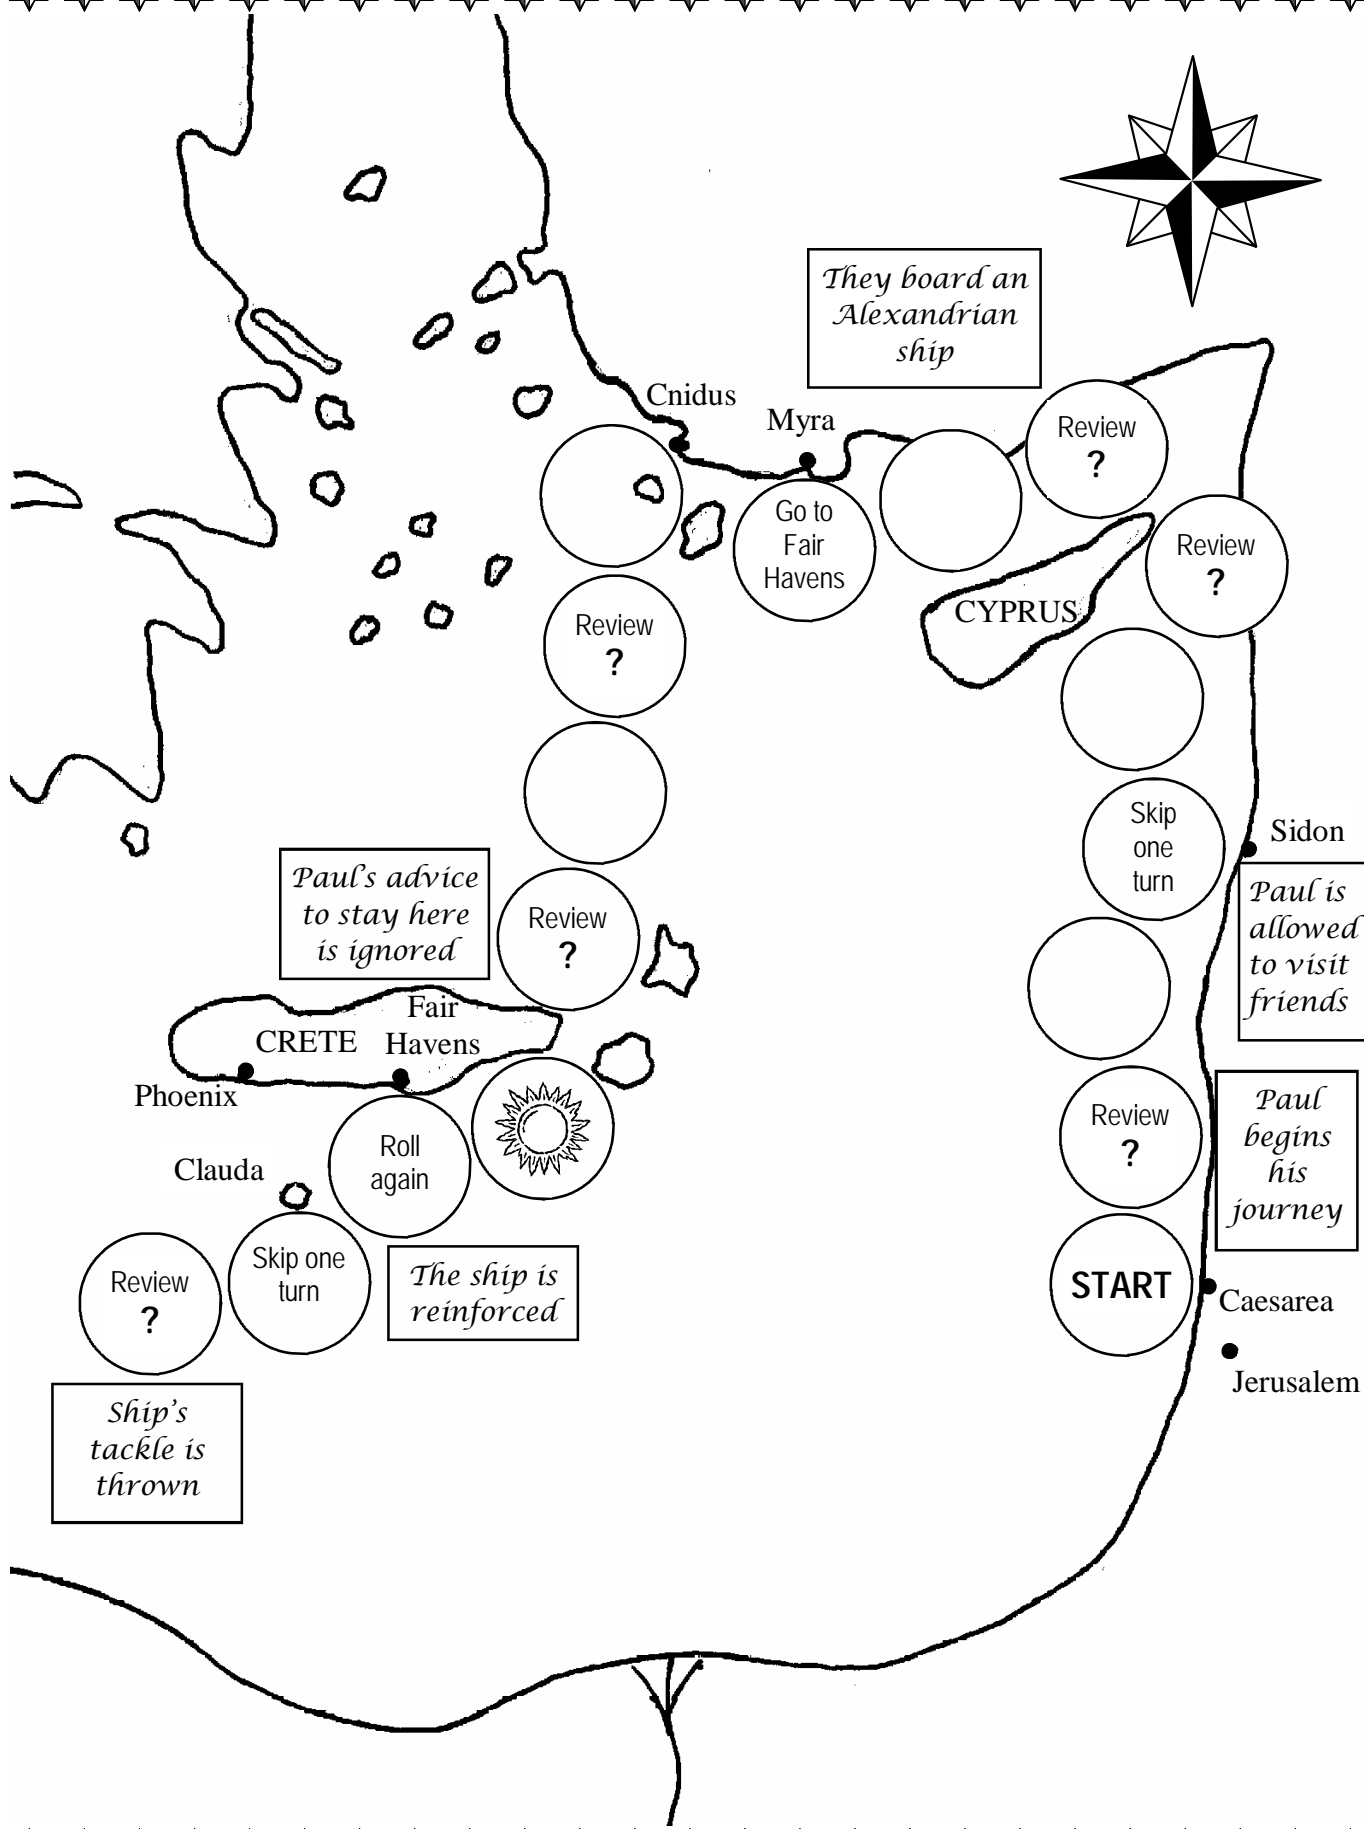 They board an
Alexandrian
ship
Cnidus
Myra
Review
?
Go to
Fair
Havens
Review
?
CYPRUS
Review
?
Skip
one
turn
Sidon
Paul is
allowed
to visit
friends
Paul's advice
to stay here
is ignored
Review
?
Fair
Havens
CRETE
Phoenix
Roll
again
Clauda
Review
?
Paul
begins
his
journey
Review
?
Skip one
turn
The ship is
reinforced
START
Caesarea
Jerusalem
Ship's
tackle is
thrown